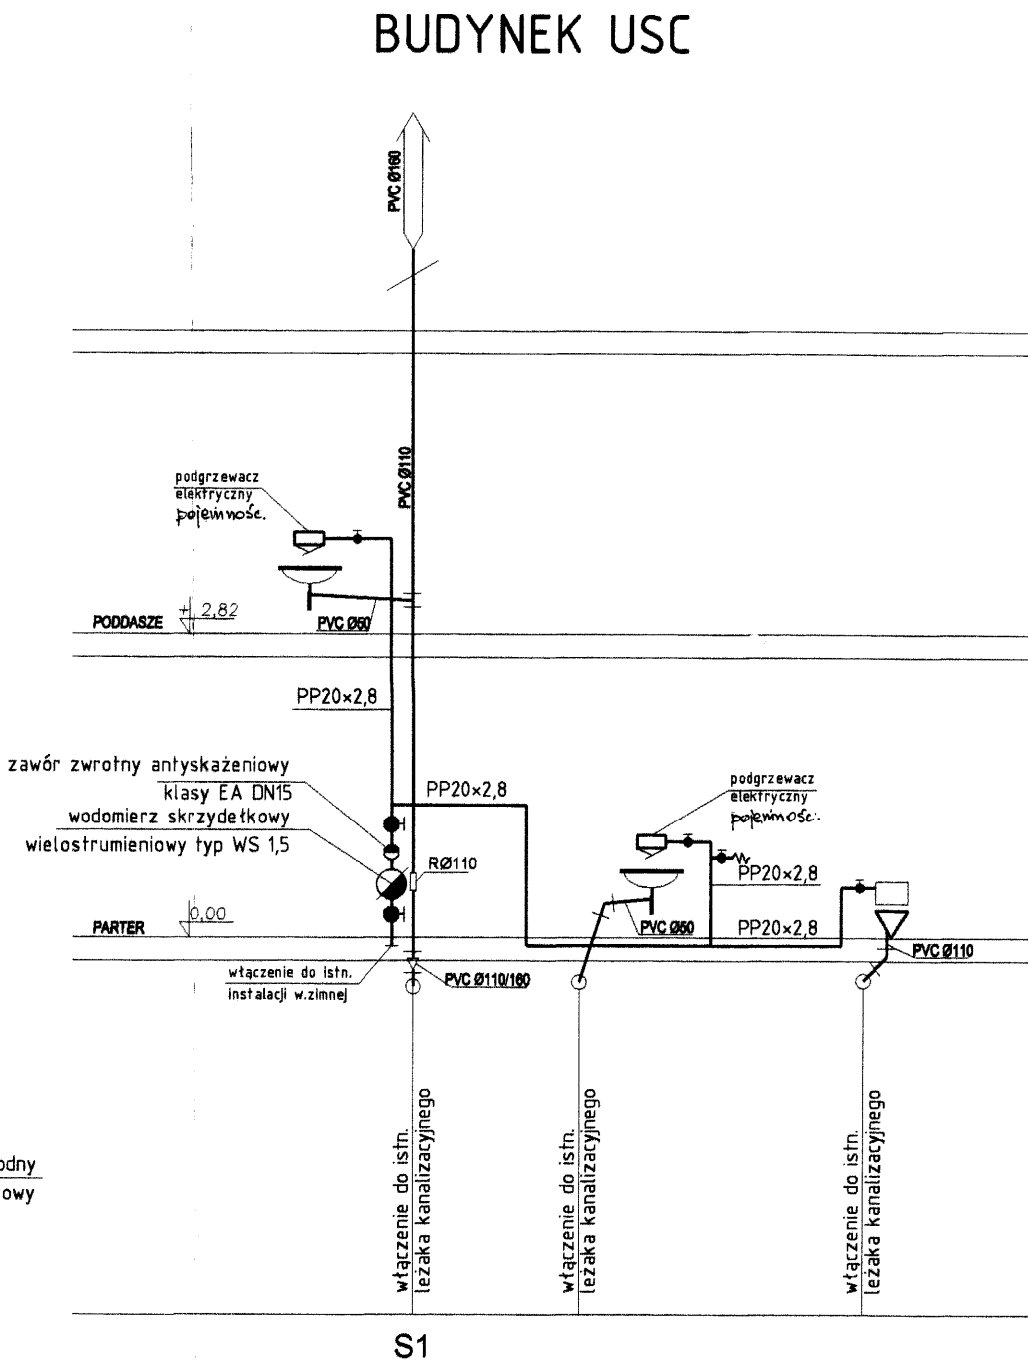 BUDYNEK USC
PVC Ø160
PVC Ø110
podgrzewacz
elektryczny
pojemnośc.
PODDASZE
+ 2,82
PVC Ø50
PP20×2,8
zawór zwrotny antyskażeniowy
klasy EA DN15
wodomierz skrzydełkowy
wielostrumieniowy typ WS 1,5
PP20×2,8
podgrzewacz
elektryczny
pojemnośc.
RØ110
PP20×2,8
PARTER
0,00
PVC Ø50
PP20×2,8
PVC Ø110
włączenie do istn.
instalacji w.zimnej
PVC Ø110/160
włączenie do istn.
leżaka kanalizacyjnego
włączenie do istn.
leżaka kanalizacyjnego
włączenie do istn.
leżaka kanalizacyjnego
odny
owy
S1